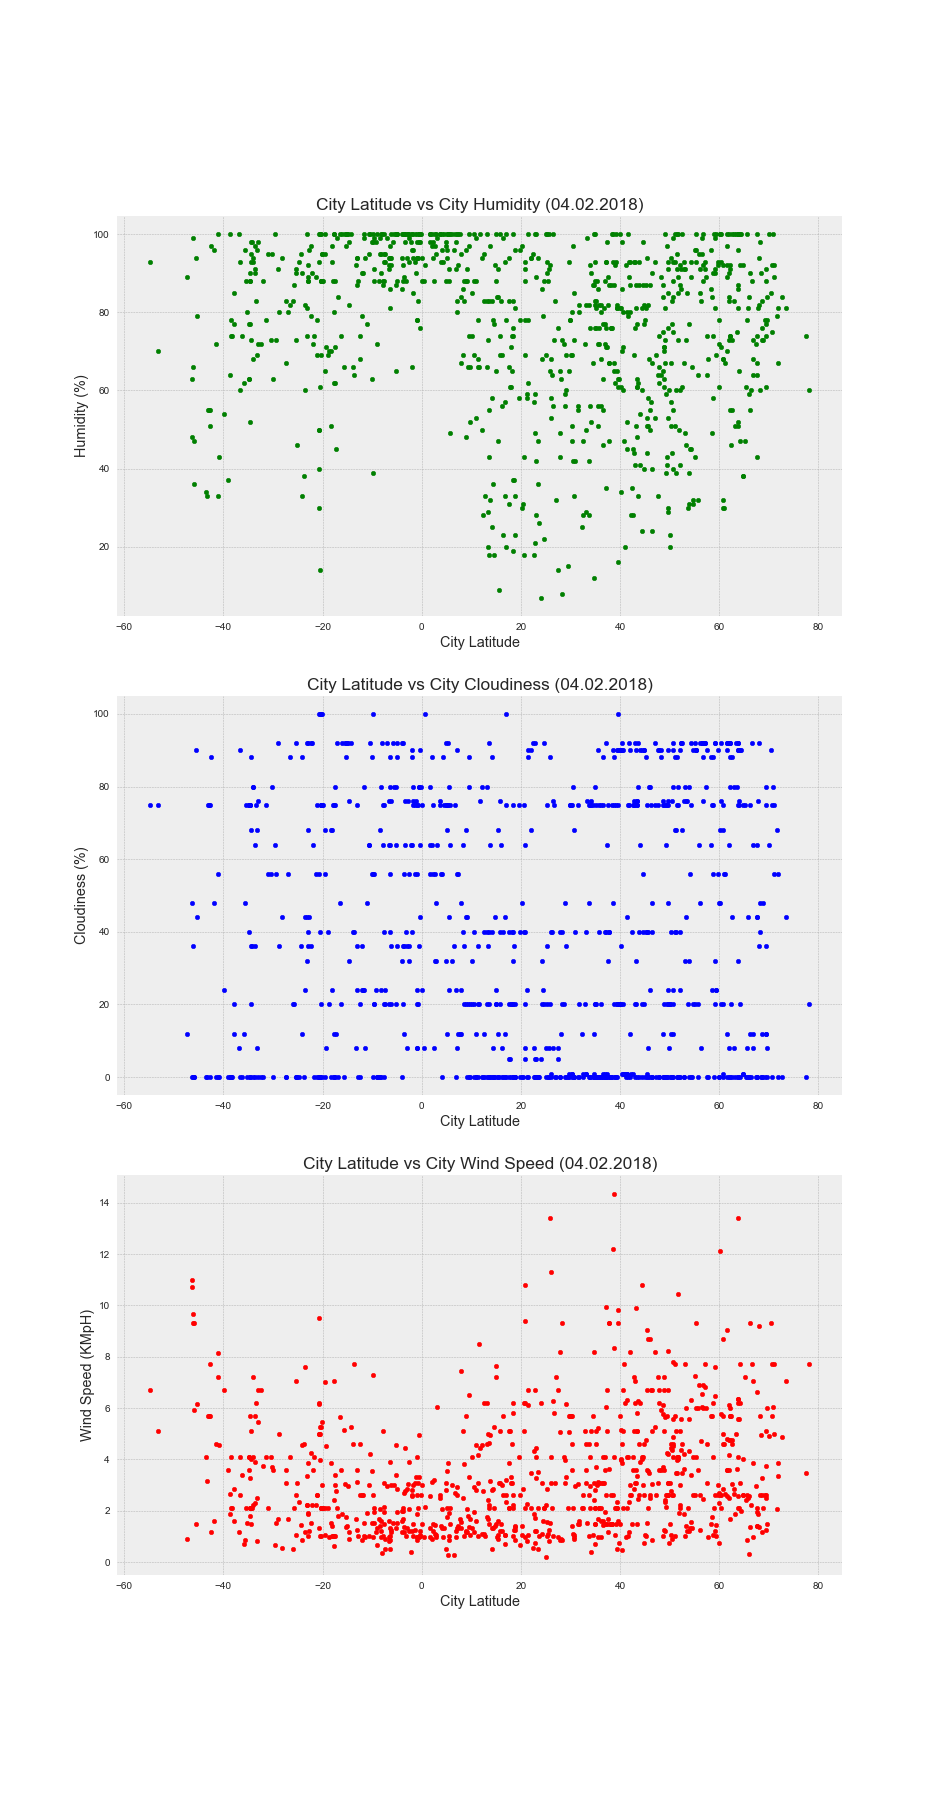 City Latitude vs City Humidity (04.02.2018)
100
80
60
40
20
Humidity (%)
−60 −40 −20 0 20 40 60 80
City Latitude
City Latitude vs City Cloudiness (04.02.2018)
100
80
60
40
20
0
Cloudiness (%)
−60 −40 −20 0 20 40 60 80
City Latitude
City Latitude vs City Wind Speed (04.02.2018)
14
12
10
8
6
4
2
0
Wind Speed (KMpH)
−60 −40 −20 0 20 40 60 80
City Latitude